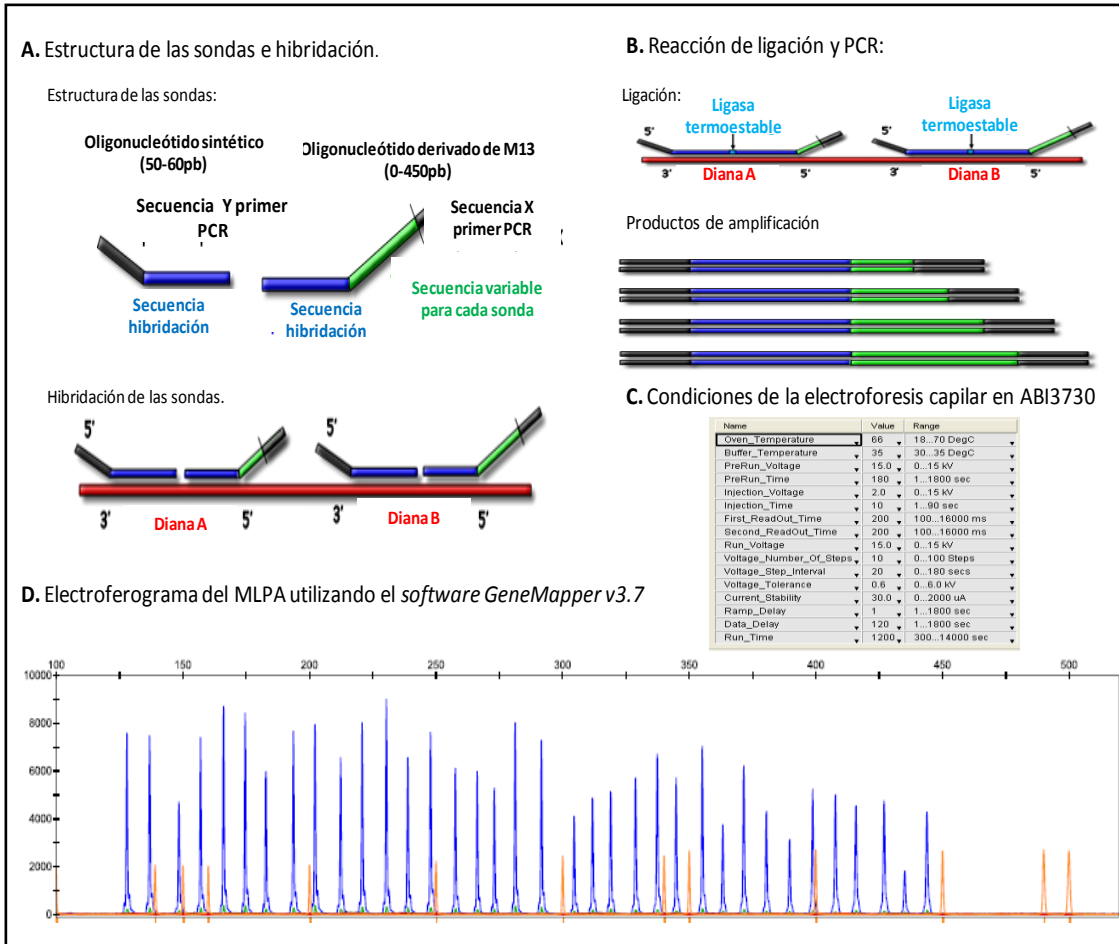 A. Estructura de las sondas e hibridación.
Estructura de las sondas:
Oligonucleótido sintético
(50-60pb)
Oligonucleótido derivado de M13
(0-450pb)
Secuencia Y primer
PCR
Secuencia X
primer PCR
Secuencia
hibridación
Secuencia
hibridación
Secuencia variable
para cada sonda
Hibridación de las sondas.
5'
5'
3'
Diana A
5'
3'
Diana B
5'
B. Reacción de ligación y PCR:
Ligación:
Ligasa
termoestable
Ligasa
termoestable
5'
5'
3'
Diana A
5'
3'
Diana B
5'
Productos de amplificación
C. Condiciones de la electroforesis capilar en ABI3730
Name Value Range
Oven_Temperature 66 18...70 DegC
Buffer_Temperature 35 30...35 DegC
PreRun_Voltage 15.0 0...15 kV
PreRun_Time 180 1...1800 sec
Injection_Voltage 2.0 0...15 kV
Injection_Time 10 1...90 sec
First_ReadOut_Time 200 100...16000 ms
Second_ReadOut_Time 200 100...16000 ms
Run_Voltage 15.0 0...15 kV
Voltage_Number_Of_Steps 10 0...100 Steps
Voltage_Step_Interval 20 0...180 secs
Voltage_Tolerance 0.6 0...6.0 kV
Current_Stability 30.0 0...2000 uA
Ramp_Delay 1 1...1800 sec
Data_Delay 120 1...1800 sec
Run_Time 1200 300...14000 sec
D. Electroferograma del MLPA utilizando el software GeneMapper v3.7
100 150 200 250 300 350 400 450 500
10000
8000
6000
4000
2000
0